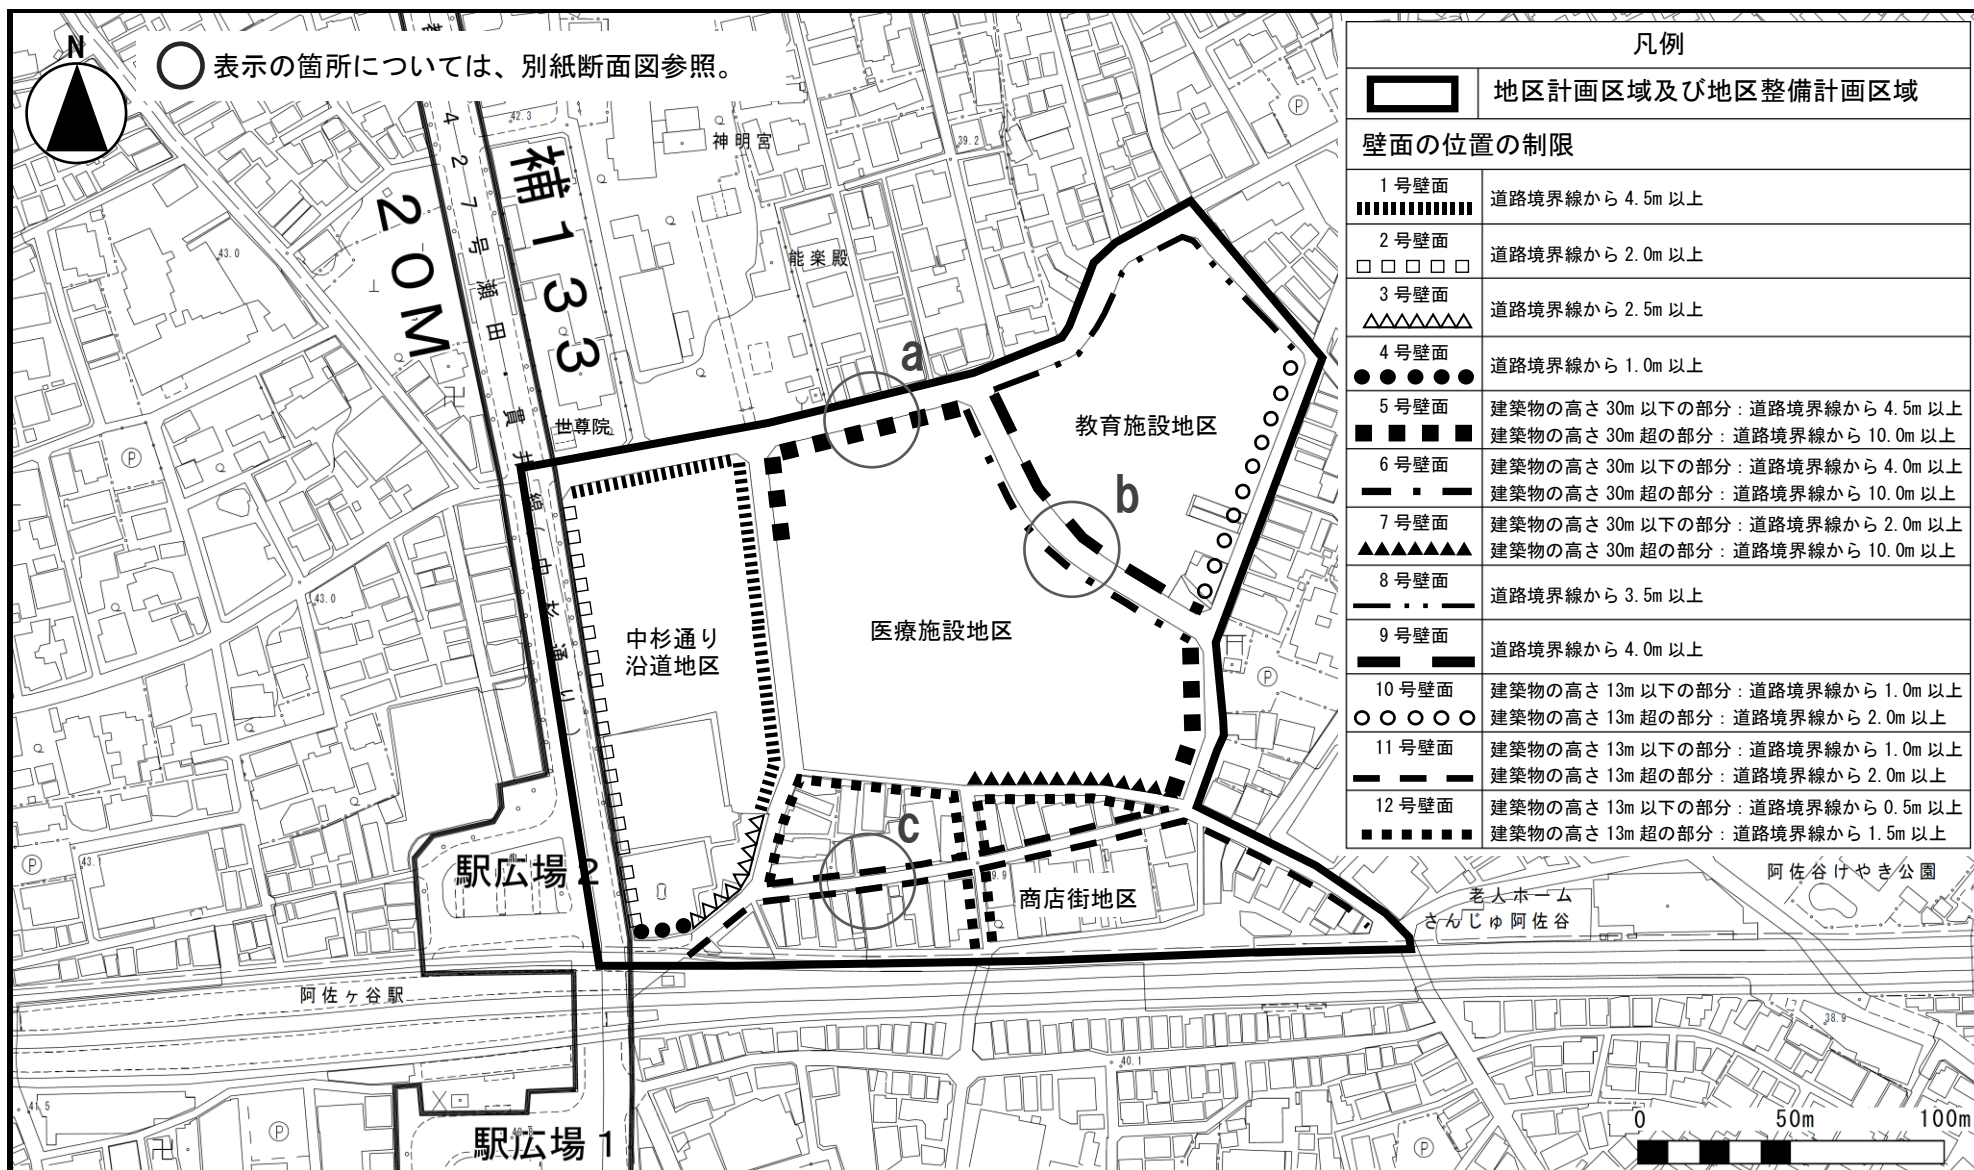 N
○ 表示の箇所については、別紙断面図参照。
凡例
地区計画区域及び地区整備計画区域
壁面の位置の制限
1号壁面
道路境界線から 4.5m 以上
2号壁面
道路境界線から 2.0m 以上
3号壁面
道路境界線から 2.5m 以上
4号壁面
道路境界線から 1.0m 以上
5号壁面
建築物の高さ 30m 以下の部分：道路境界線から 4.5m 以上
建築物の高さ 30m 超の部分：道路境界線から 10.0m 以上
6号壁面
建築物の高さ 30m 以下の部分：道路境界線から 4.0m 以上
建築物の高さ 30m 超の部分：道路境界線から 10.0m 以上
7号壁面
建築物の高さ 30m 以下の部分：道路境界線から 2.0m 以上
建築物の高さ 30m 超の部分：道路境界線から 10.0m 以上
8号壁面
道路境界線から 3.5m 以上
9号壁面
道路境界線から 4.0m 以上
10号壁面
建築物の高さ 13m 以下の部分：道路境界線から 1.0m 以上
建築物の高さ 13m 超の部分：道路境界線から 2.0m 以上
11号壁面
建築物の高さ 13m 以下の部分：道路境界線から 1.0m 以上
建築物の高さ 13m 超の部分：道路境界線から 2.0m 以上
12号壁面
建築物の高さ 13m 以下の部分：道路境界線から 0.5m 以上
建築物の高さ 13m 超の部分：道路境界線から 1.5m 以上
補133
20M
427号瀬田・貫井線(中杉通り)
42.3
神明宮
39.2
P
43.0
能楽殿
a
世尊院
教育施設地区
P
b
43.0
中杉通り
沿道地区
医療施設地区
P
c
P
43.1
駅広場2
9.9
商店街地区
阿佐谷けやき公園
老人ホーム
さんじゅ阿佐谷
阿佐ヶ谷駅
38.9
40.1
41.5
P
駅広場1
P
0
50m
100m